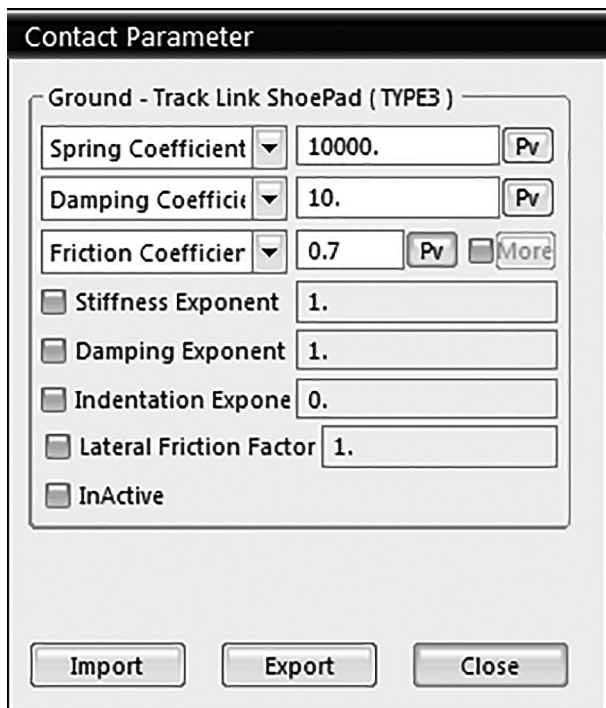 Contact Parameter
Ground - Track Link ShoePad ( TYPE3 )
Spring Coefficient 10000. Pv
Damping Coefficie 10. Pv
Friction Coefficier 0.7 Pv More
Stiffness Exponent 1.
Damping Exponent 1.
Indentation Expone 0.
Lateral Friction Factor 1.
InActive
Import Export Close